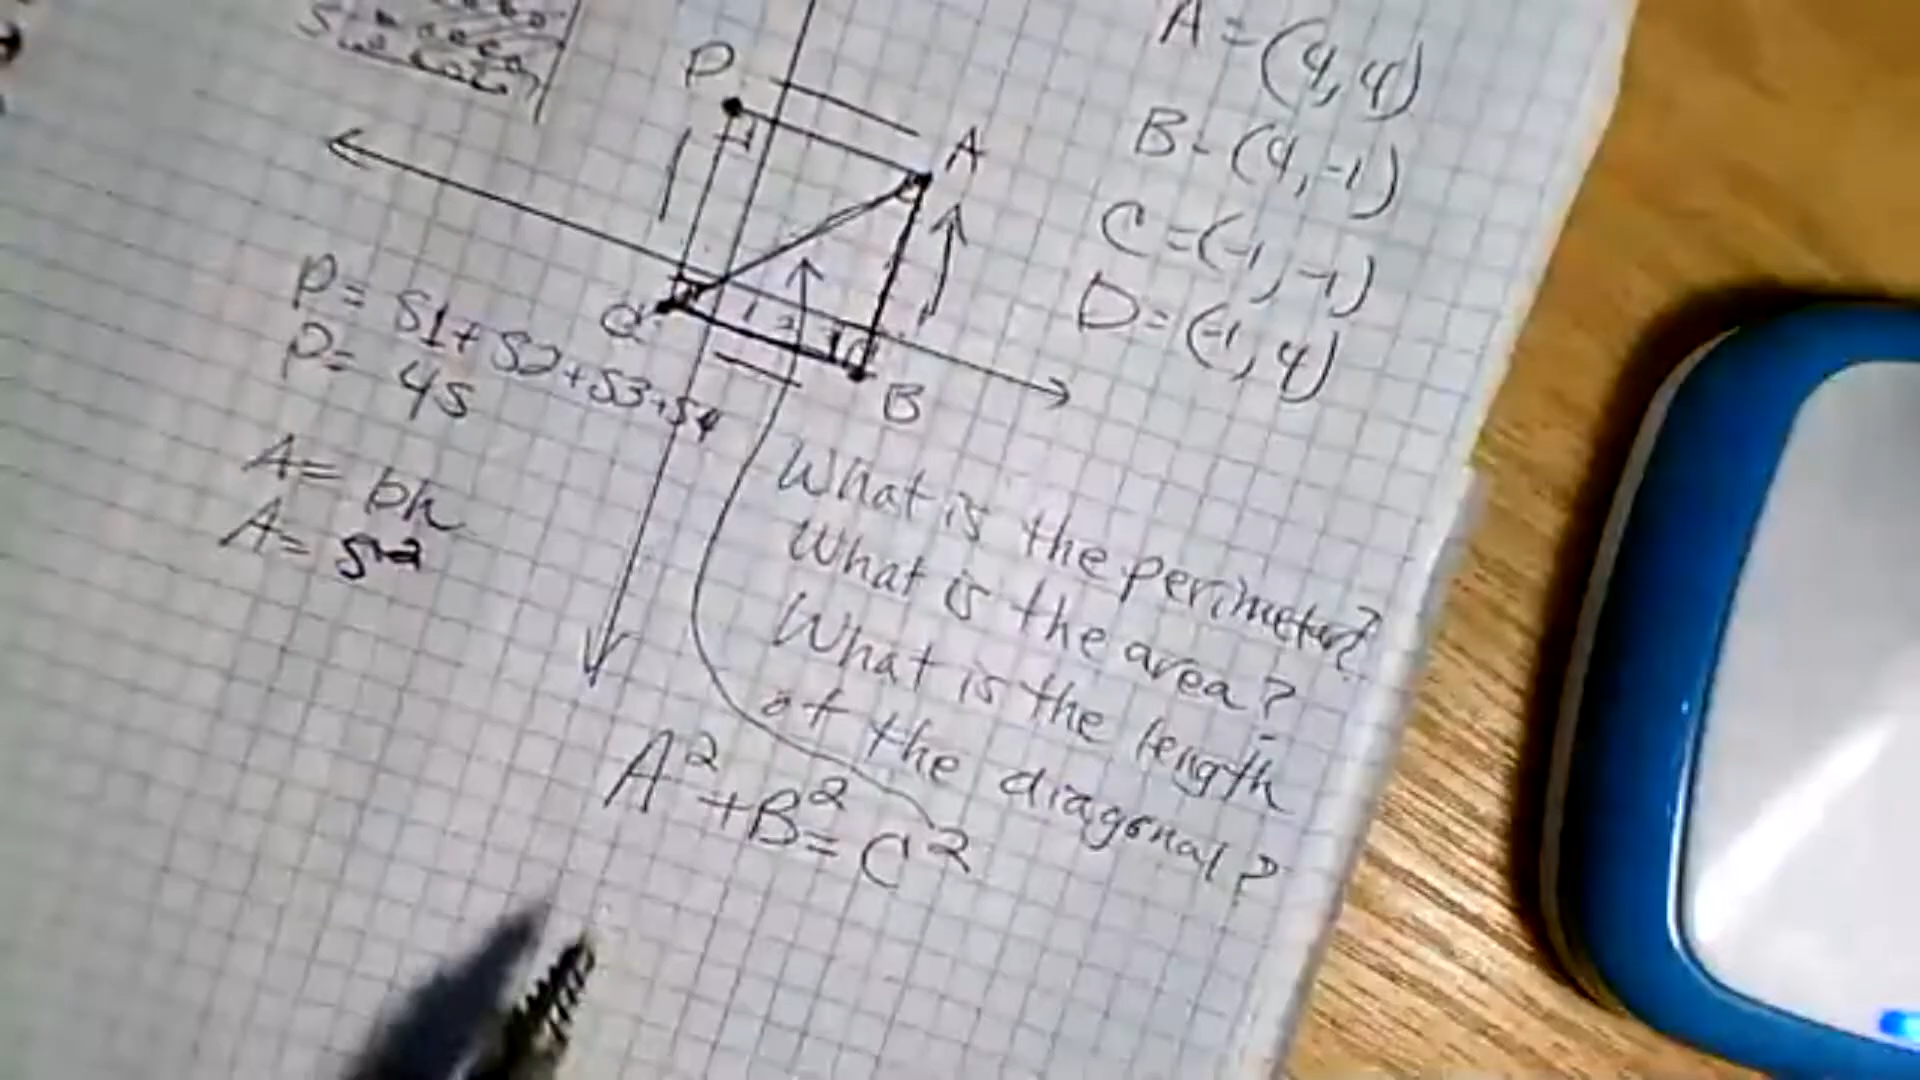 A=(4,4)
B=(4,-1)
C=(-1,-1)
D=(-1,4)
D
A
C
B
P=S1+S2+S3+S4
P=4S
A=bh
A=S^2
What is the perimeter?
What is the area?
What is the length
of the diagonal?
A²+B²=C²